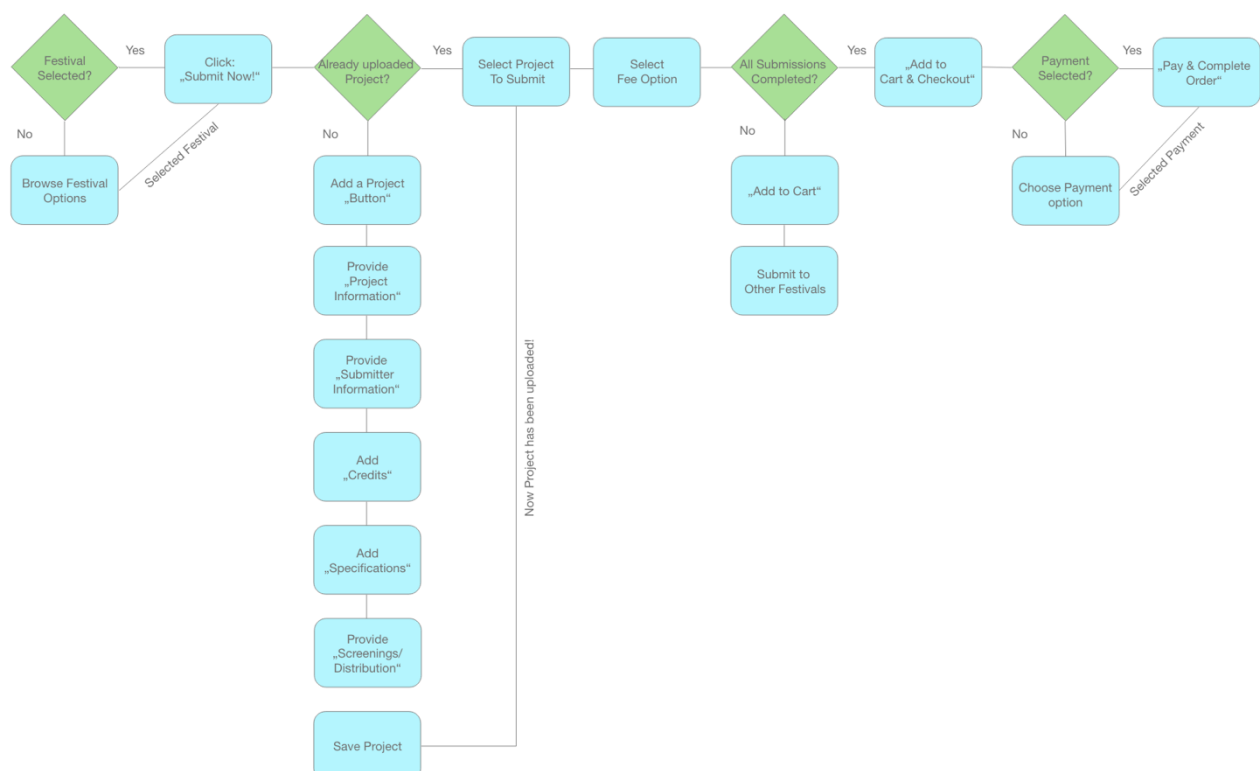 Festival
Selected?
Yes
Click:
„Submit Now!“
Already uploaded
Project?
Yes
Select Project
To Submit
Select
Fee Option
All Submissions
Completed?
Yes
„Add to
Cart & Checkout“
Payment
Selected?
Yes
„Pay & Complete
Order“
No
Browse Festival
Options
Selected Festival
No
Add a Project
„Button“
Provide
„Project
Information“
Provide
„Submitter
Information“
Add
„Credits“
Add
„Specifications“
Provide
„Screenings/
Distribution“
Save Project
Now Project has been uploaded!
No
„Add to Cart“
Submit to
Other Festivals
No
Choose Payment
option
Selected Payment